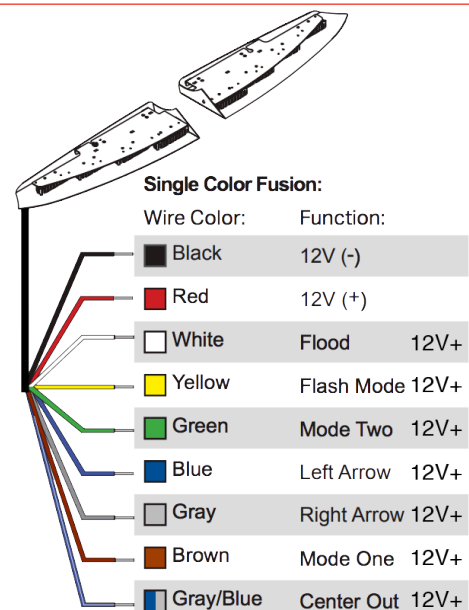 Single Color Fusion:
Wire Color: Function:
Black 12V (-)
Red 12V (+)
White Flood 12V+
Yellow Flash Mode 12V+
Green Mode Two 12V+
Blue Left Arrow 12V+
Gray Right Arrow 12V+
Brown Mode One 12V+
Gray/Blue Center Out 12V+